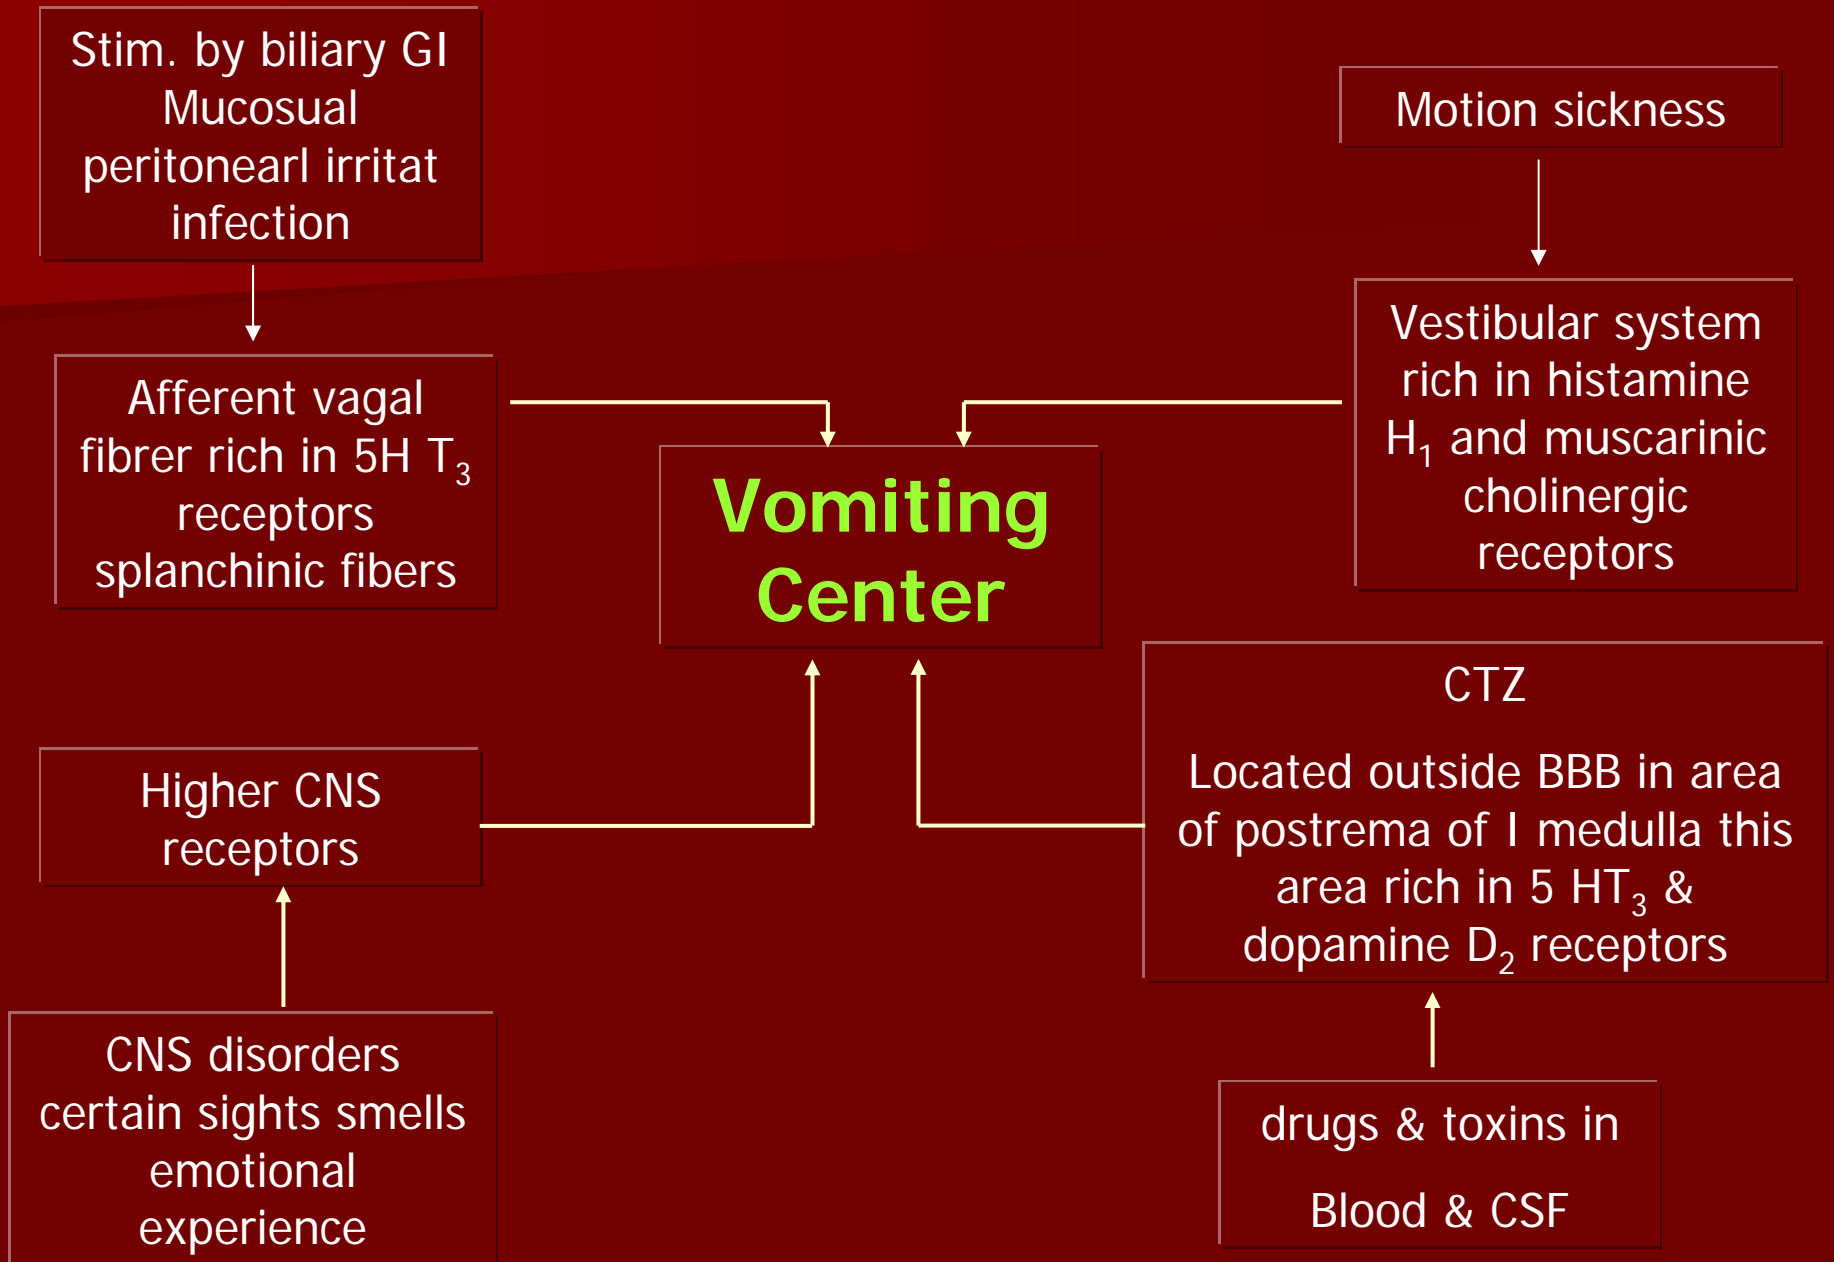 Stim. by biliary GI
Mucosual
peritonearl irritat
infection
Motion sickness
Afferent vagal
fibrer rich in 5H T₃
receptors
splanchinic fibers
Vomiting
Center
Vestibular system
rich in histamine
H₁ and muscarinic
cholinergic
receptors
Higher CNS
receptors
CTZ
Located outside BBB in area
of postrema of I medulla this
area rich in 5 HT₃ &
dopamine D₂ receptors
CNS disorders
certain sights smells
emotional
experience
drugs & toxins in
Blood & CSF